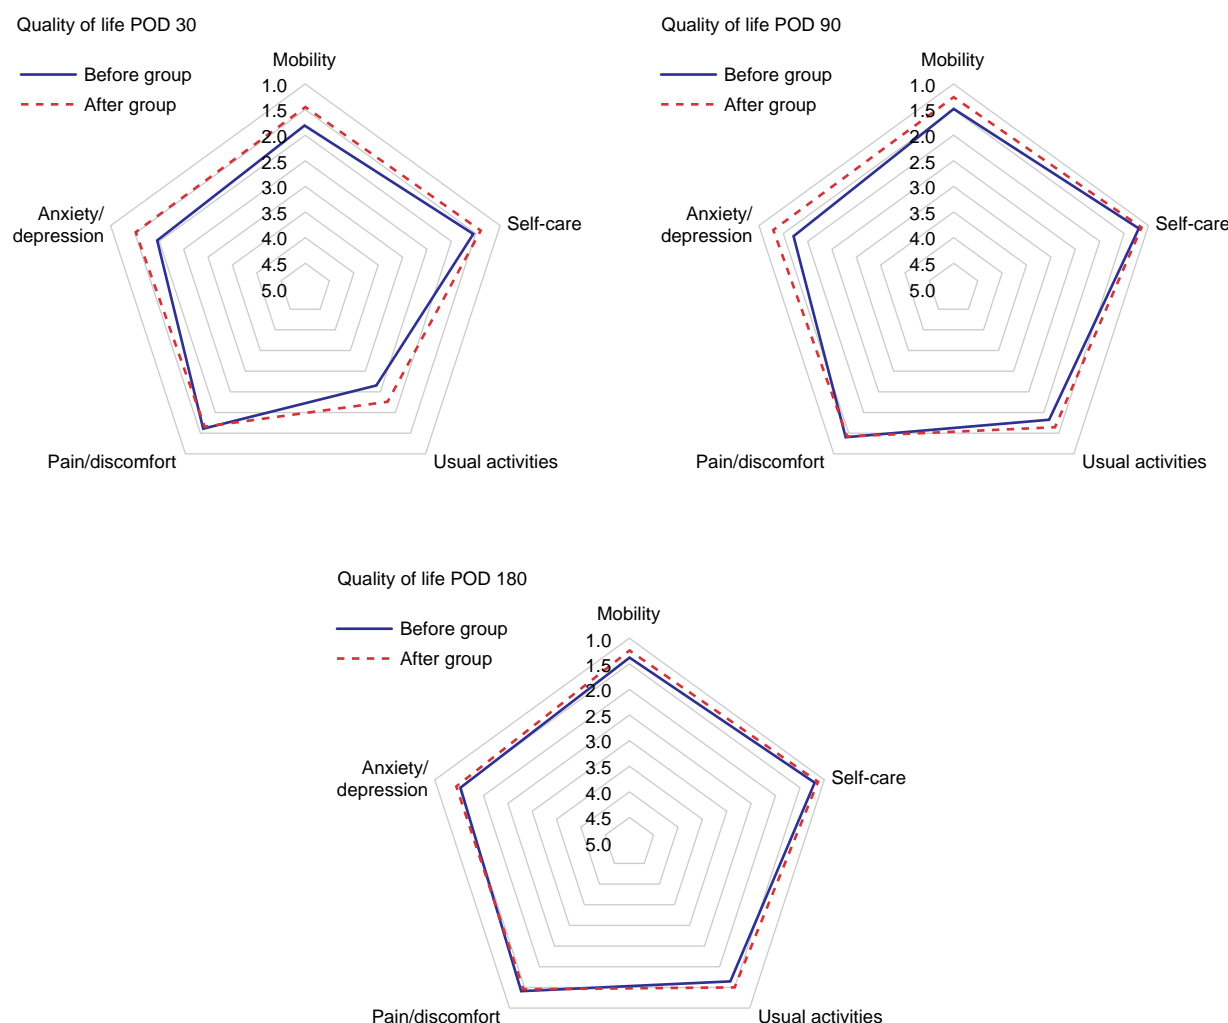 Quality of life POD 30
Before group
After group
Mobility
1.0
1.5
2.0
2.5
3.0
3.5
4.0
4.5
5.0
Anxiety/
depression
Self-care
Pain/discomfort
Usual activities
Quality of life POD 90
Before group
After group
Mobility
1.0
1.5
2.0
2.5
3.0
3.5
4.0
4.5
5.0
Anxiety/
depression
Self-care
Pain/discomfort
Usual activities
Quality of life POD 180
Before group
After group
Mobility
1.0
1.5
2.0
2.5
3.0
3.5
4.0
4.5
5.0
Anxiety/
depression
Self-care
Pain/discomfort
Usual activities